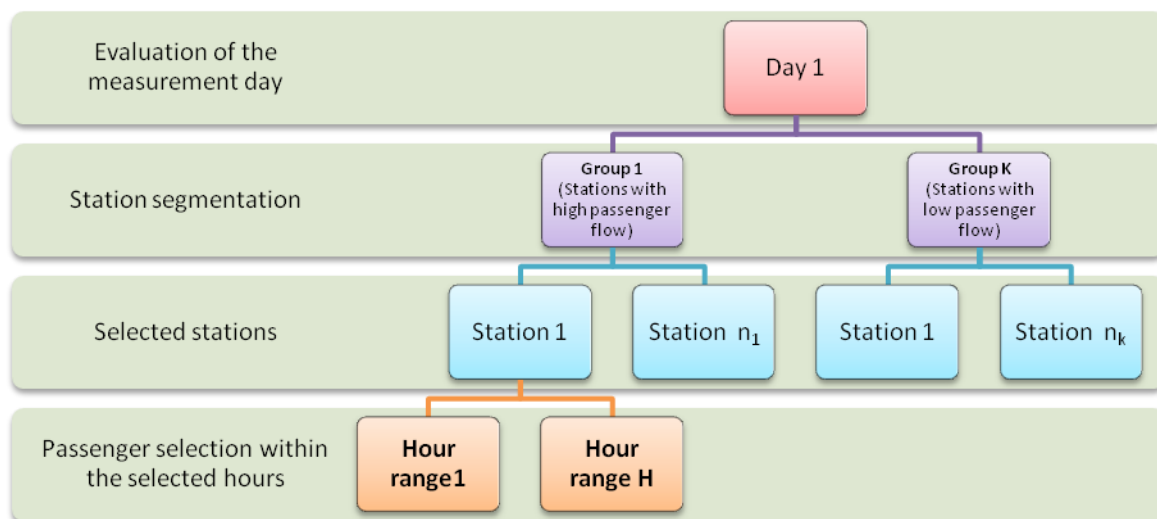 Evaluation of the
measurement day
Day 1
Station segmentation
Group 1
(Stations with
high passenger
flow)
Group K
(Stations with
low passenger
flow)
Selected stations
Station 1
Station n₁
Station 1
Station nₖ
Passenger selection within
the selected hours
Hour
range1
Hour
range H